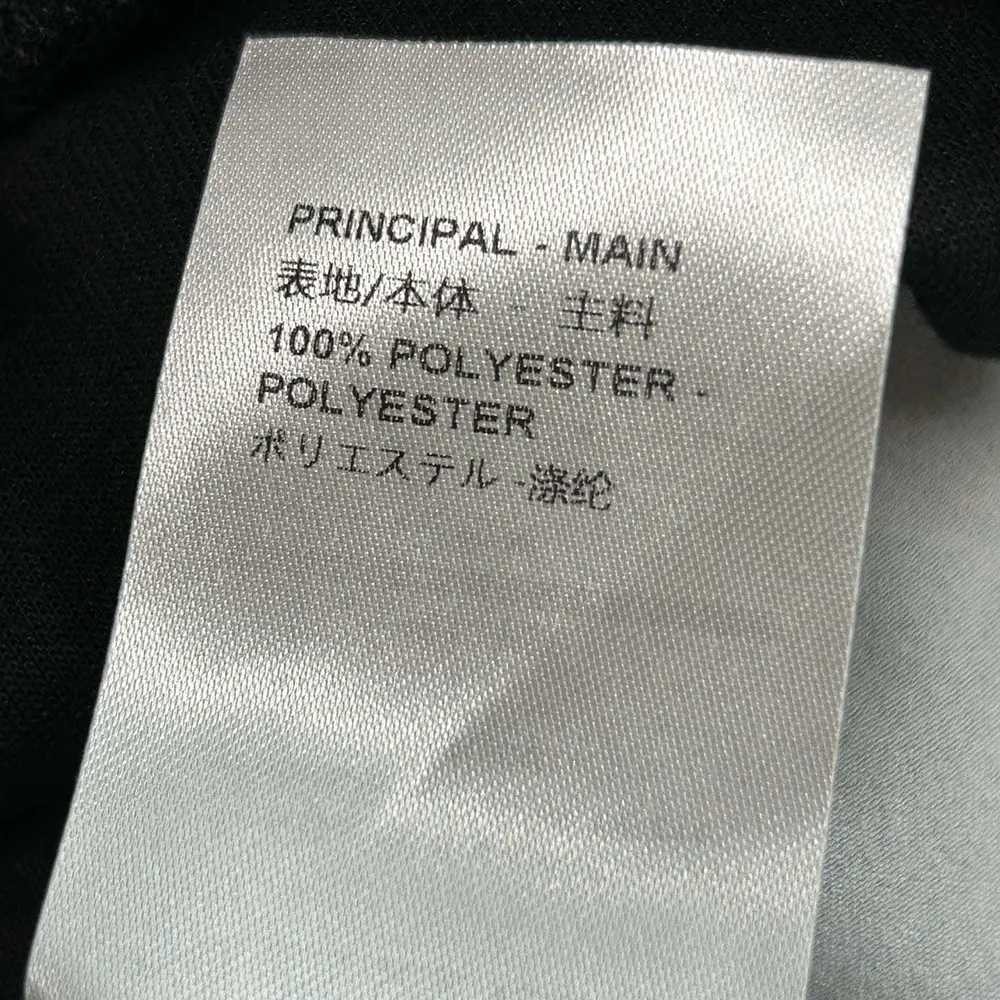 PRINCIPAL - MAIN
表地/本体 - 主料
100% POLYESTER -
POLYESTER
ポリエステル -涤纶